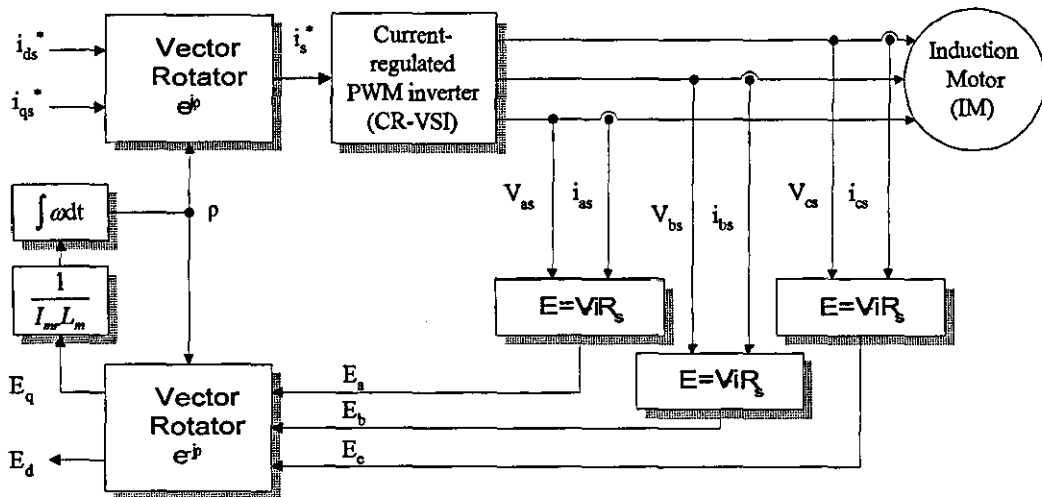 i_ds*
i_qs*
Vector
Rotator
e^jρ
i_s*
Current-
regulated
PWM inverter
(CR-VSI)
Induction
Motor
(IM)
∫ωdt
ρ
V_as
i_as
V_bs
i_bs
V_cs
i_cs
1
I_mr L_m
E=ViR_s
E=ViR_s
E=ViR_s
E_q
E_d
Vector
Rotator
e^-jρ
E_a
E_b
E_c